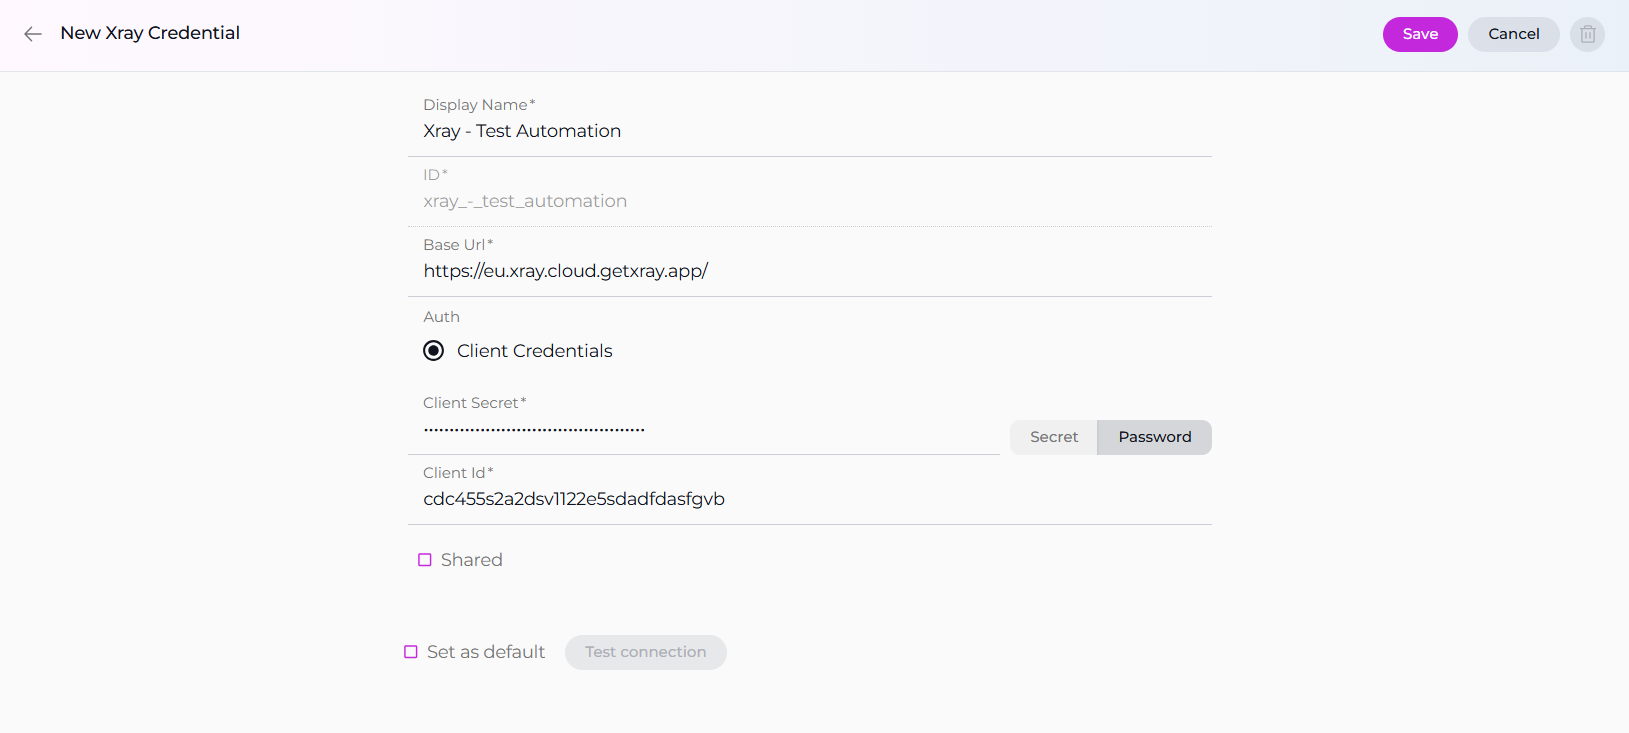 New Xray Credential
Save
Cancel
Display Name*
Xray - Test Automation
ID*
xray_-_test_automation
Base Url*
https://eu.xray.cloud.getxray.app/
Auth
Client Credentials
Client Secret*
Secret
Password
Client Id*
cdc455s2a2dsv1122e5sdadfdasfgvb
Shared
Set as default
Test connection